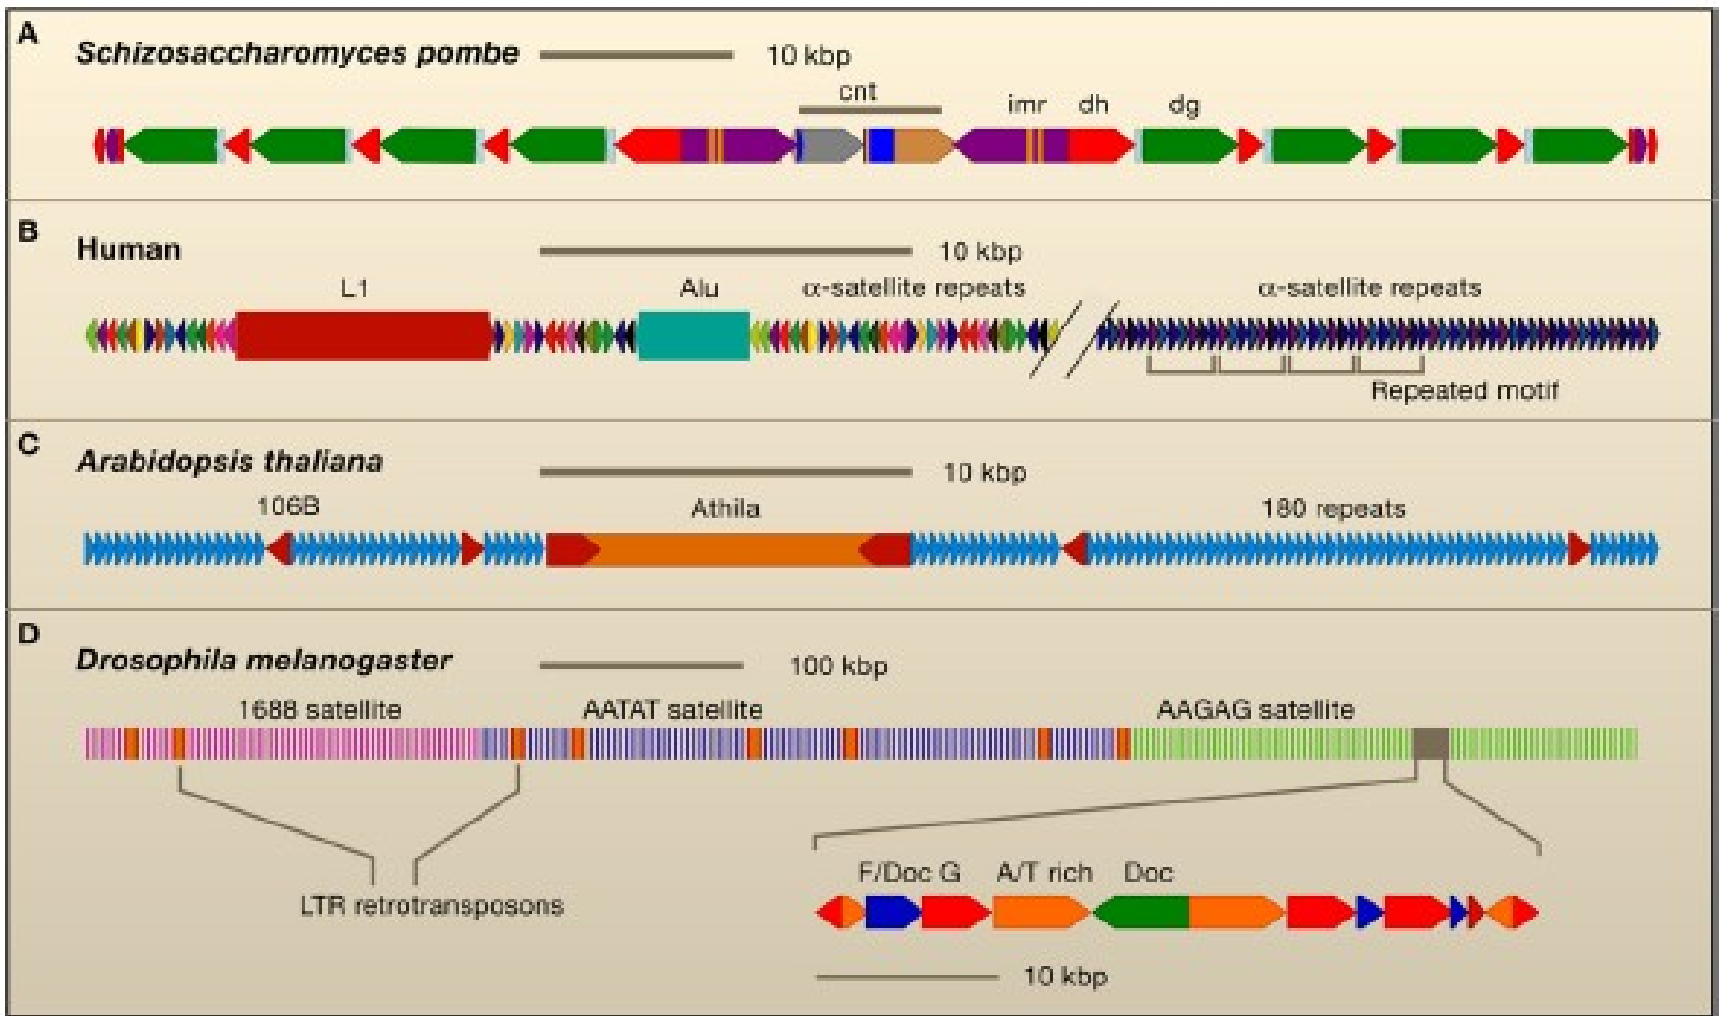 A
Schizosaccharomyces pombe 10 kbp
cnt
imr dh dg
B
Human 10 kbp
L1 Alu α-satellite repeats α-satellite repeats
Repeated motif
C
Arabidopsis thaliana 10 kbp
106B Athila 180 repeats
D
Drosophila melanogaster 100 kbp
1688 satellite AATAT satellite AAGAG satellite
F/Doc G A/T rich Doc
LTR retrotransposons
10 kbp